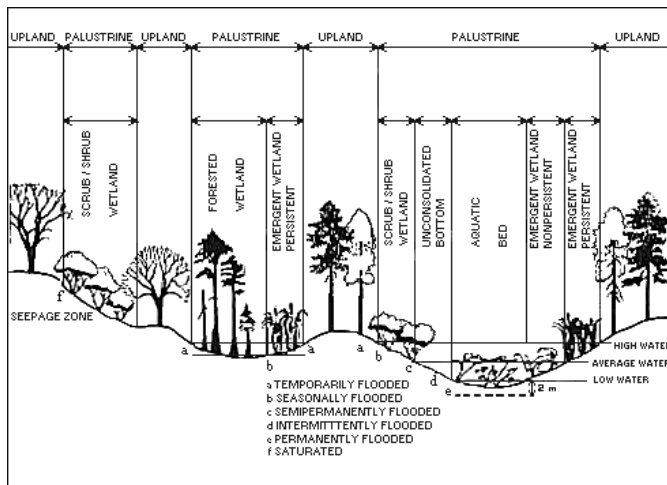 UPLAND PALUSTRINE UPLAND PALUSTRINE UPLAND PALUSTRINE UPLAND
SCRUB / SHRUB
WETLAND
FORESTED
WETLAND
EMERGENT WETLAND
PERSISTENT
SCRUB / SHRUB
WETLAND
UNCONSOLIDATED
BOTTOM
AQUATIC
BED
EMERGENT WETLAND
NONPERSISTENT
EMERGENT WETLAND
PERSISTENT
f
SEEPAGE ZONE
a
b
a
a
b
c
d
e
HIGH WATER
AVERAGE WATER
LOW WATER
2 m
a TEMPORARILY FLOODED
b SEASONALLY FLOODED
c SEMIPERMANENTLY FLOODED
d INTERMITTTENTLY FLOODED
e PERMANENTLY FLOODED
f SATURATED